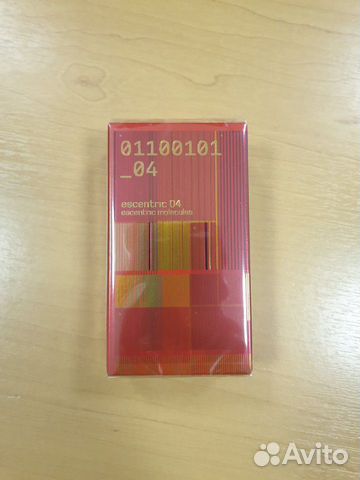 01100101
_04
escentric 04
escentric molecules
Avito